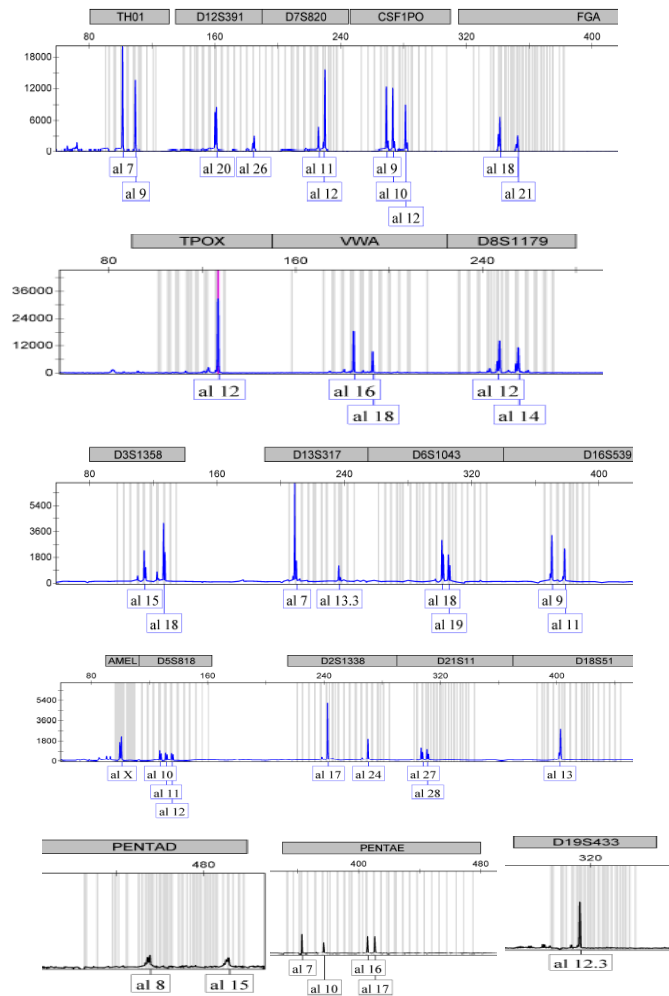 TH01 D12S391 D7S820 CSF1PO FGA
80 160 240 320 400
18000
12000
6000
0
al 7 al 20 al 26 al 11 al 9 al 18
al 9 al 12 al 10 al 21
al 12
TPOX VWA D8S1179
80 160 240
36000
24000
12000
0
al 12 al 16 al 12
al 18 al 14
D3S1358 D13S317 D6S1043 D16S539
80 160 240 320 400
5400
3600
1800
0
al 15 al 7 al 13.3 al 18 al 9
al 18 al 19 al 11
AMEL D5S818 D2S1338 D21S11 D18S51
80 160 240 320 400
5400
3600
1800
0
al X al 10 al 17 al 24 al 27 al 13
al 11 al 28
al 12
PENTAD PENTAE D19S433
480 400 480 320
al 8 al 15 al 7 al 16 al 12.3
al 10 al 17